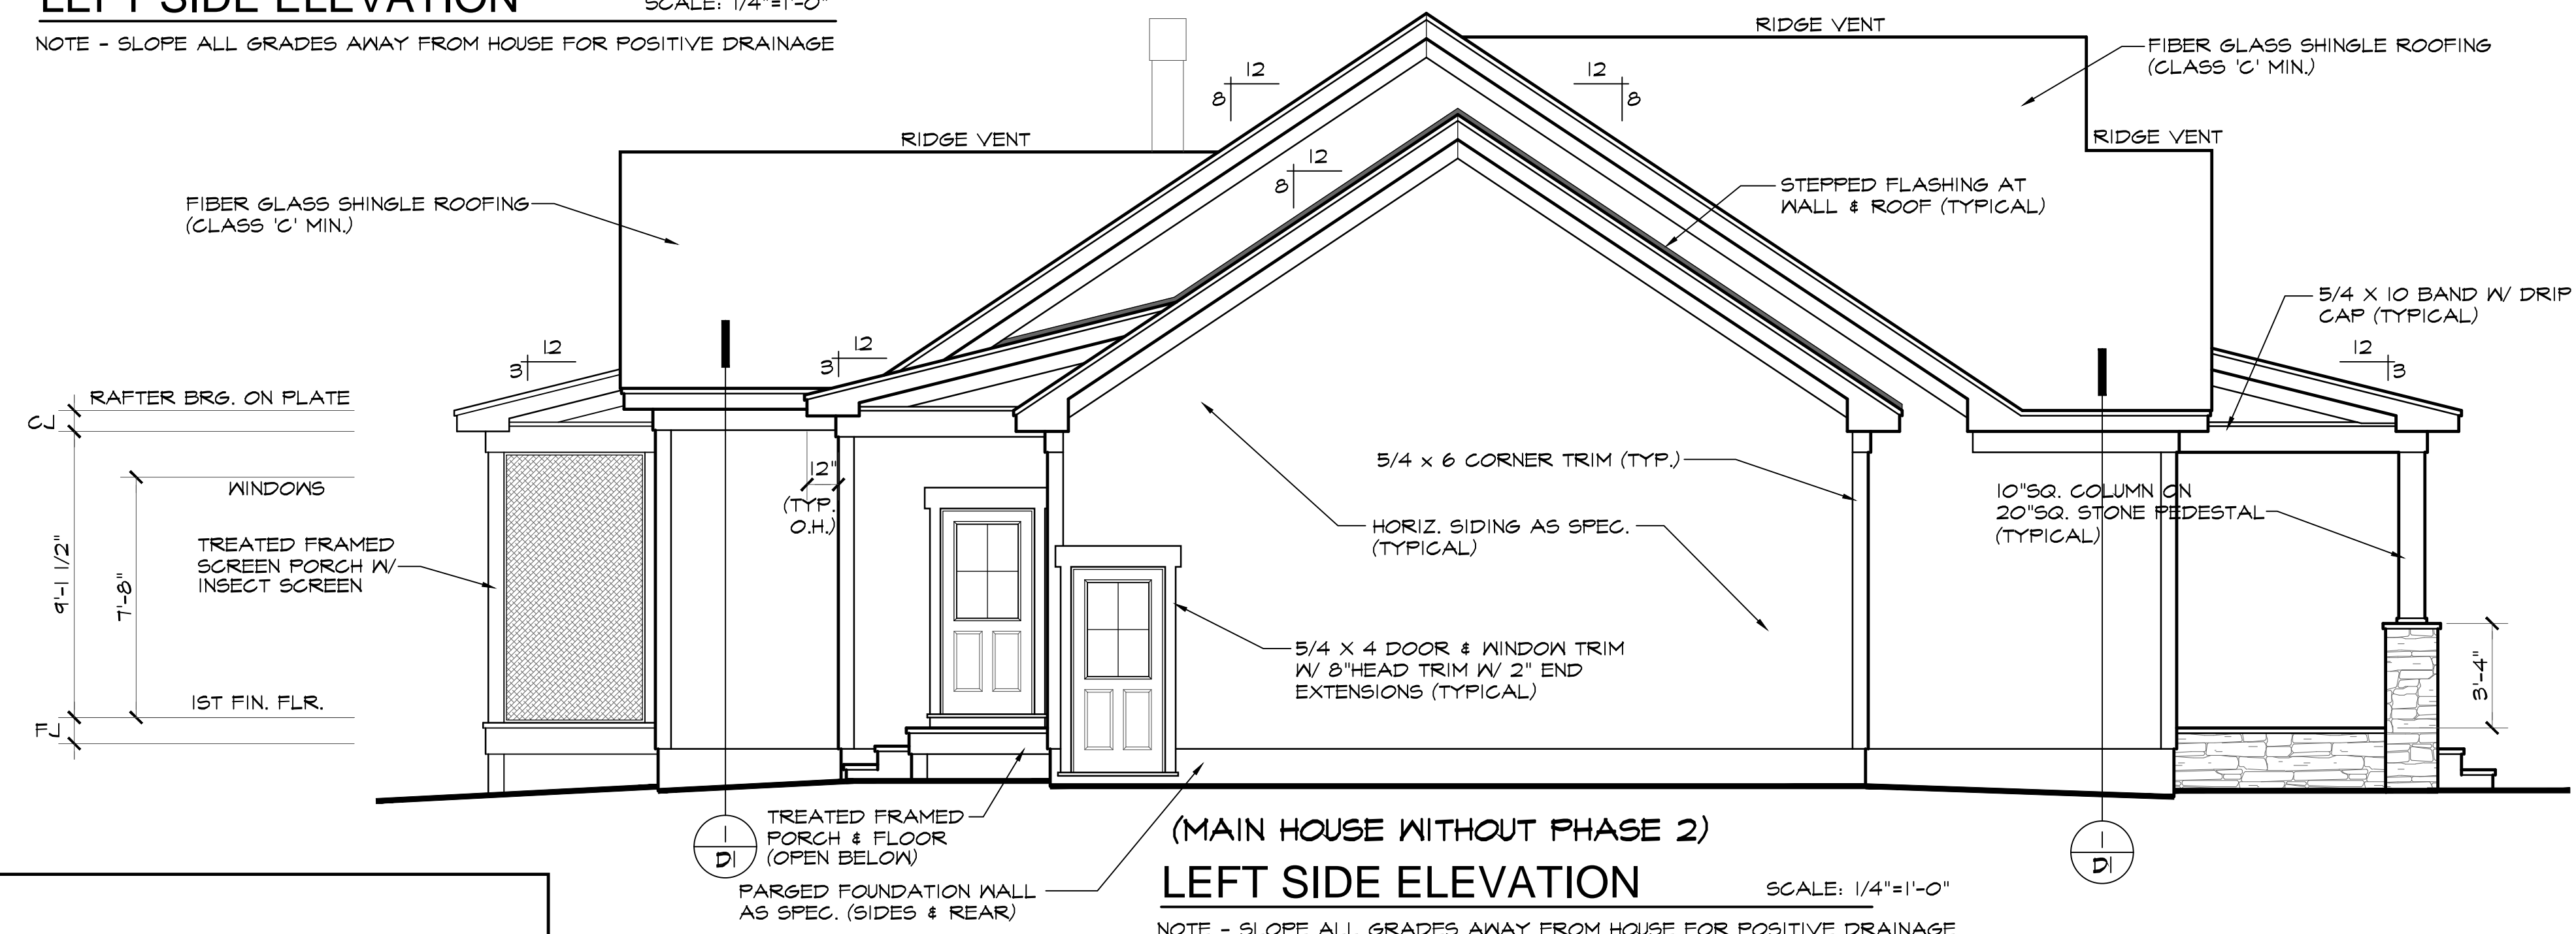 LEFT SIDE ELEVATION SCALE: 1/4"=1'-0"
NOTE - SLOPE ALL GRADES AWAY FROM HOUSE FOR POSITIVE DRAINAGE
RIDGE VENT
FIBER GLASS SHINGLE ROOFING
(CLASS 'C' MIN.)
12
8
12
8
RIDGE VENT
RIDGE VENT
12
8
FIBER GLASS SHINGLE ROOFING
(CLASS 'C' MIN.)
STEPPED FLASHING AT
WALL & ROOF (TYPICAL)
5/4 X 10 BAND W/ DRIP
CAP (TYPICAL)
12
3
12
3
12
3
RAFTER BRG. ON PLATE
CL
WINDOWS
12"
(TYP.
O.H.)
5/4 x 6 CORNER TRIM (TYP.)
10"SQ. COLUMN ON
20"SQ. STONE PEDESTAL
(TYPICAL)
HORIZ. SIDING AS SPEC.
(TYPICAL)
TREATED FRAMED
SCREEN PORCH W/
INSECT SCREEN
9'-1 1/2"
7'-8"
5/4 X 4 DOOR & WINDOW TRIM
W/ 8"HEAD TRIM W/ 2" END
EXTENSIONS (TYPICAL)
3'-4"
1ST FIN. FLR.
FL
TREATED FRAMED
PORCH & FLOOR
(OPEN BELOW)
1
D1
1
D1
PARGED FOUNDATION WALL
AS SPEC. (SIDES & REAR)
(MAIN HOUSE WITHOUT PHASE 2)
LEFT SIDE ELEVATION SCALE: 1/4"=1'-0"
NOTE - SLOPE ALL GRADES AWAY FROM HOUSE FOR POSITIVE DRAINAGE